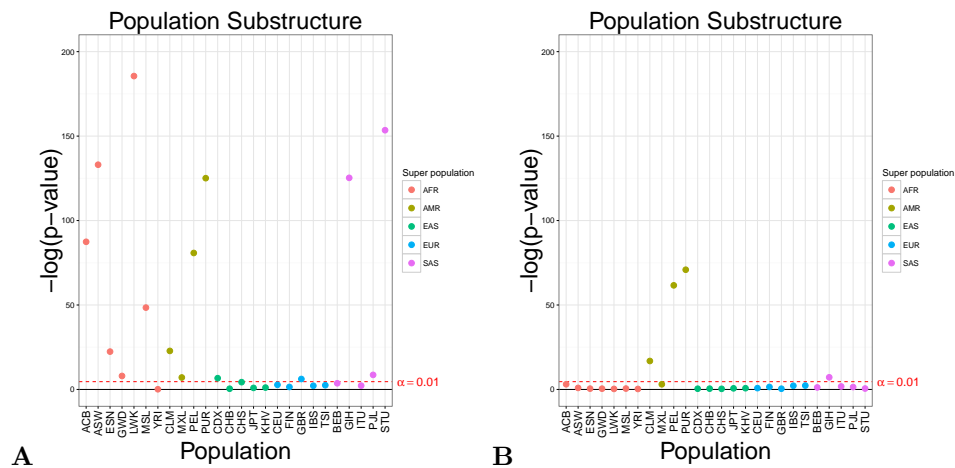 Population Substructure
200
150
100
50
0
-log(p-value)
α = 0.01
ACB
ASW
ESN
GWD
LWK
MSL
YRI
CLM
MXL
PEL
PUR
CDX
CHB
CHS
JPT
KHV
CEU
FIN
GBR
IBS
TSI
BEB
GIH
ITU
PJL
STU
Population
Super population
AFR
AMR
EAS
EUR
SAS
A
Population Substructure
200
150
100
50
0
-log(p-value)
α = 0.01
ACB
ASW
ESN
GWD
LWK
MSL
YRI
CLM
MXL
PEL
PUR
CDX
CHB
CHS
JPT
KHV
CEU
FIN
GBR
IBS
TSI
BEB
GIH
ITU
PJL
STU
Population
Super population
AFR
AMR
EAS
EUR
SAS
B